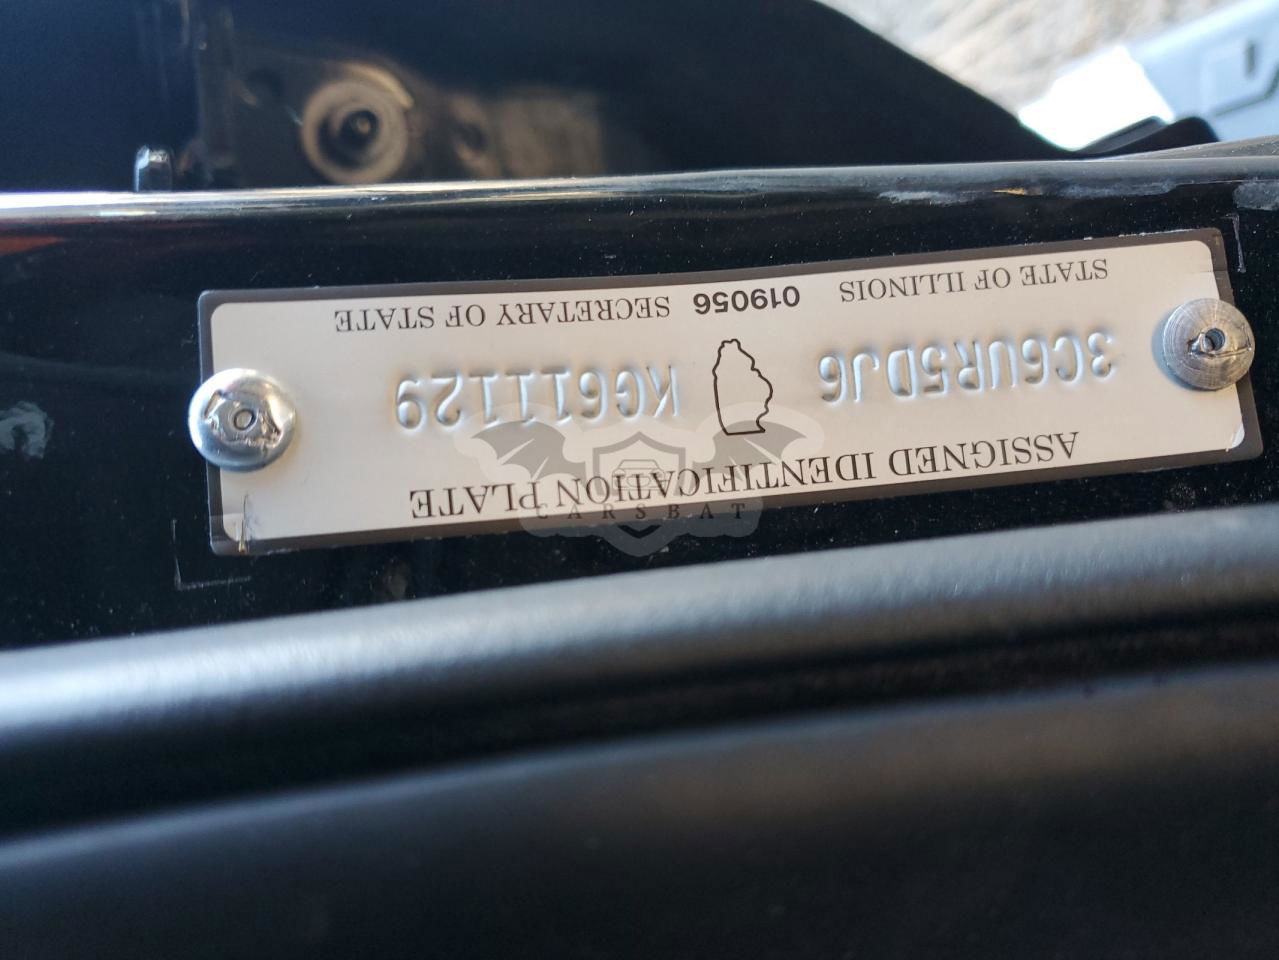 ASSIGNED IDENTIFICATION PLATE
3C6UR5DJ6 KG611129
STATE OF ILLINOIS 019056 SECRETARY OF STATE
CARSBAT